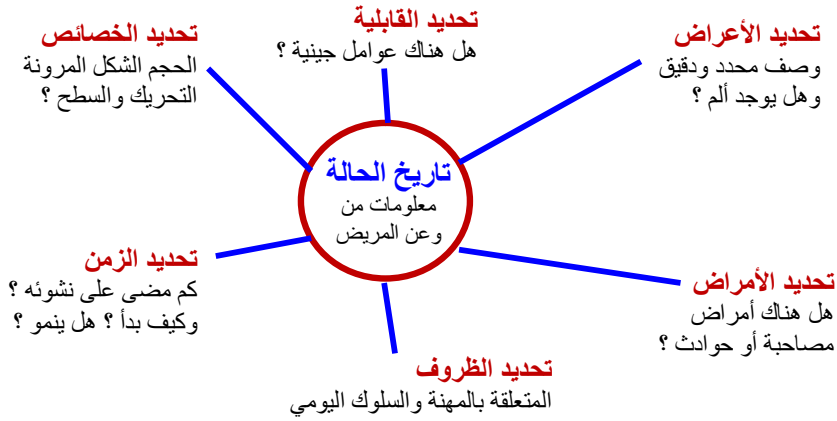 تحديد القابلية
هل هناك عوامل جينية ؟
تحديد الأعراض
وصف محدد ودقيق
وهل يوجد ألم ؟
تحديد الخصائص
الحجم الشكل المرونة
التحريك والسطح ؟
تاريخ الحالة
معلومات من
وعن المريض
تحديد الزمن
كم مضى على نشوئه ؟
وكيف بدأ ؟ هل ينمو ؟
تحديد الأمراض
هل هناك أمراض
مصاحبة أو حوادث ؟
تحديد الظروف
المتعلقة بالمهنة والسلوك اليومي